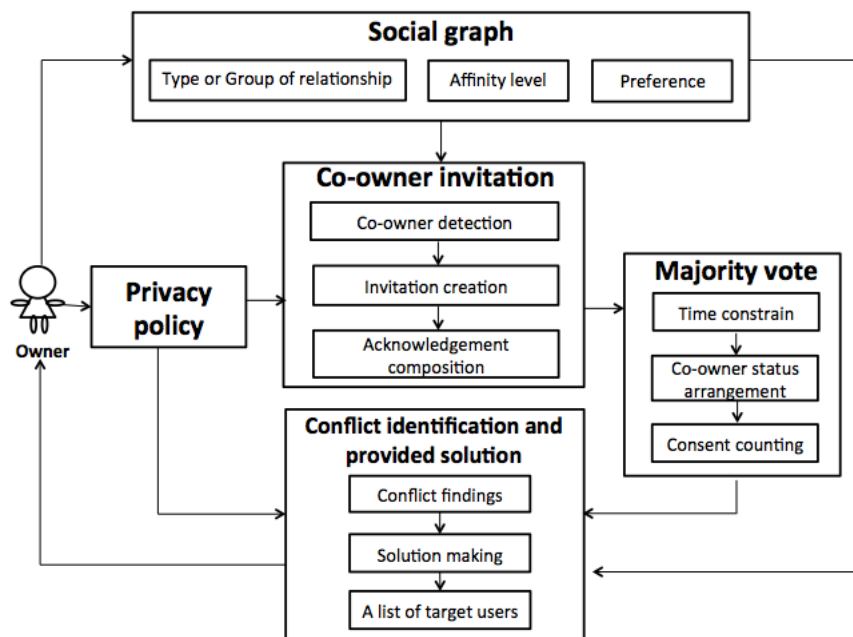 Social graph
Type or Group of relationship
Affinity level
Preference
Co-owner invitation
Co-owner detection
Invitation creation
Acknowledgement
composition
Majority vote
Time constrain
Co-owner status
arrangement
Consent counting
Privacy
policy
Owner
Conflict identification and
provided solution
Conflict findings
Solution making
A list of target users